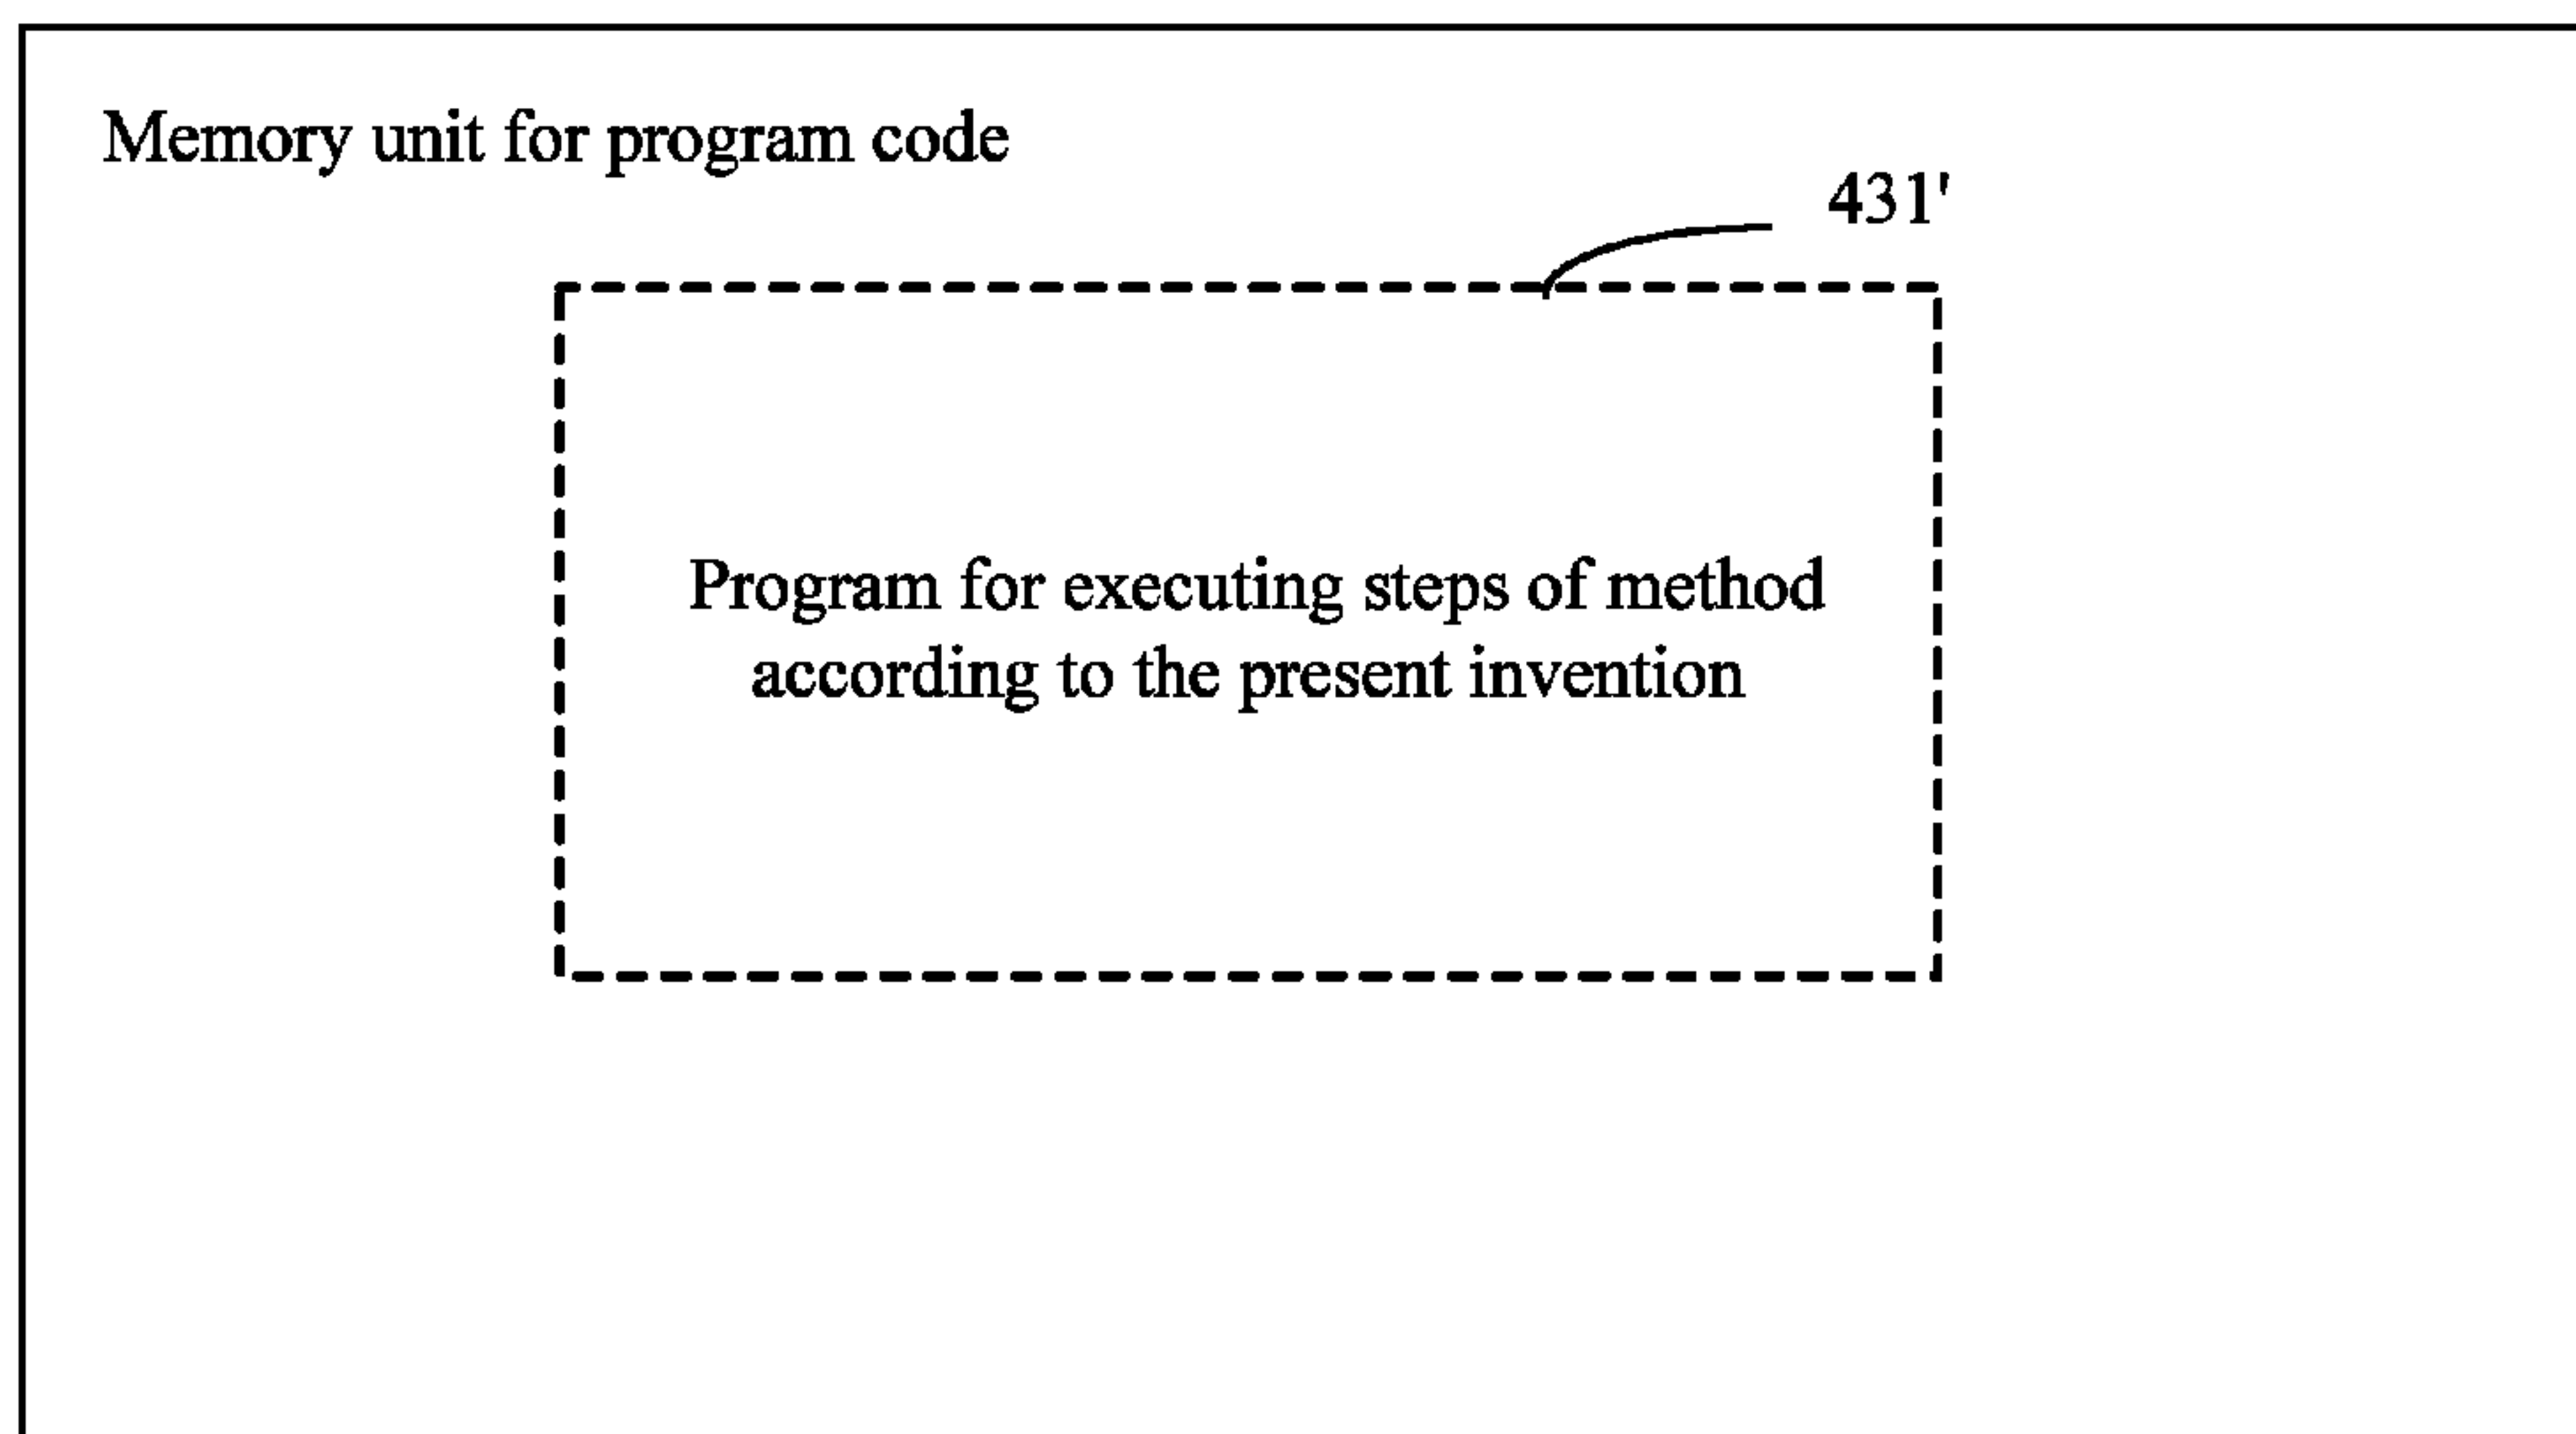 Memory unit for program code
431'
Program for executing steps of method
according to the present invention